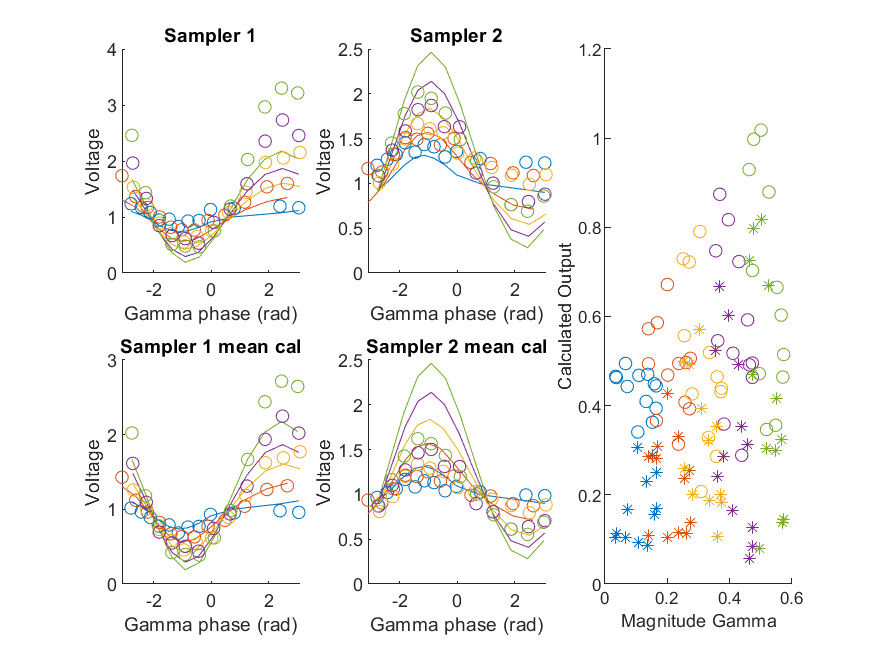 Sampler 1
4
3
2
1
0
Voltage
-2 0 2
Gamma phase (rad)
Sampler 2
2.5
2
1.5
1
0.5
0
Voltage
-2 0 2
Gamma phase (rad)
Sampler 1 mean cal
3
2
1
0
Voltage
-2 0 2
Gamma phase (rad)
Sampler 2 mean cal
2.5
2
1.5
1
0.5
0
Voltage
-2 0 2
Gamma phase (rad)
1.2
1
0.8
0.6
0.4
0.2
0
Calculated Output
0 0.2 0.4 0.6
Magnitude Gamma